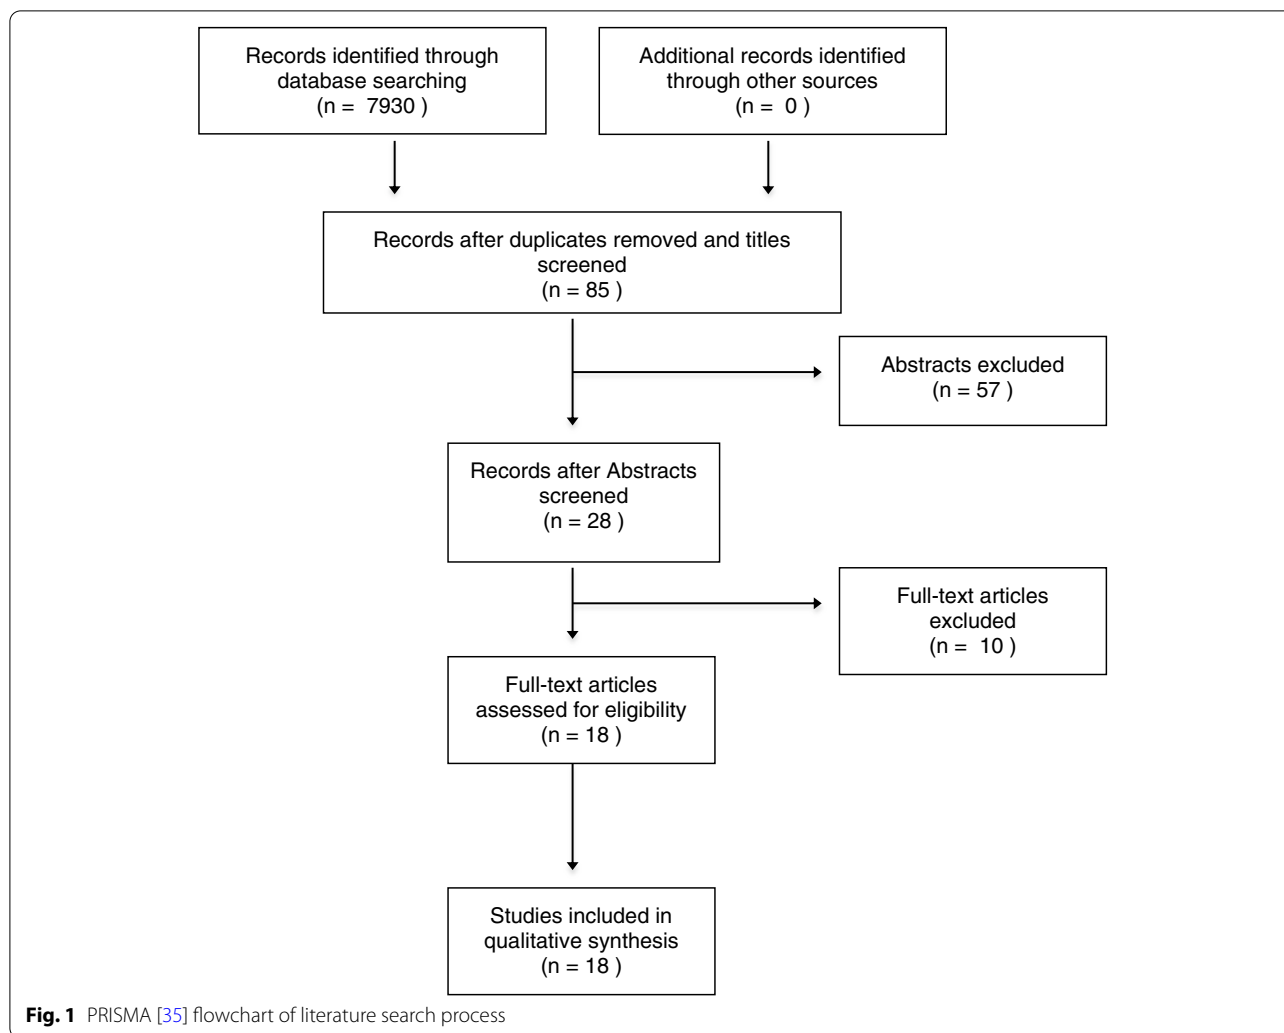 Records identified through
database searching
(n =  7930 )
Additional records identified
through other sources
(n =  0 )
Records after duplicates removed and titles
screened
(n = 85 )
Abstracts excluded
(n = 57 )
Records after Abstracts
screened
(n = 28 )
Full-text articles
excluded
(n =  10 )
Full-text articles
assessed for eligibility
(n = 18 )
Studies included in
qualitative synthesis
(n = 18 )
Fig. 1 PRISMA [35] flowchart of literature search process